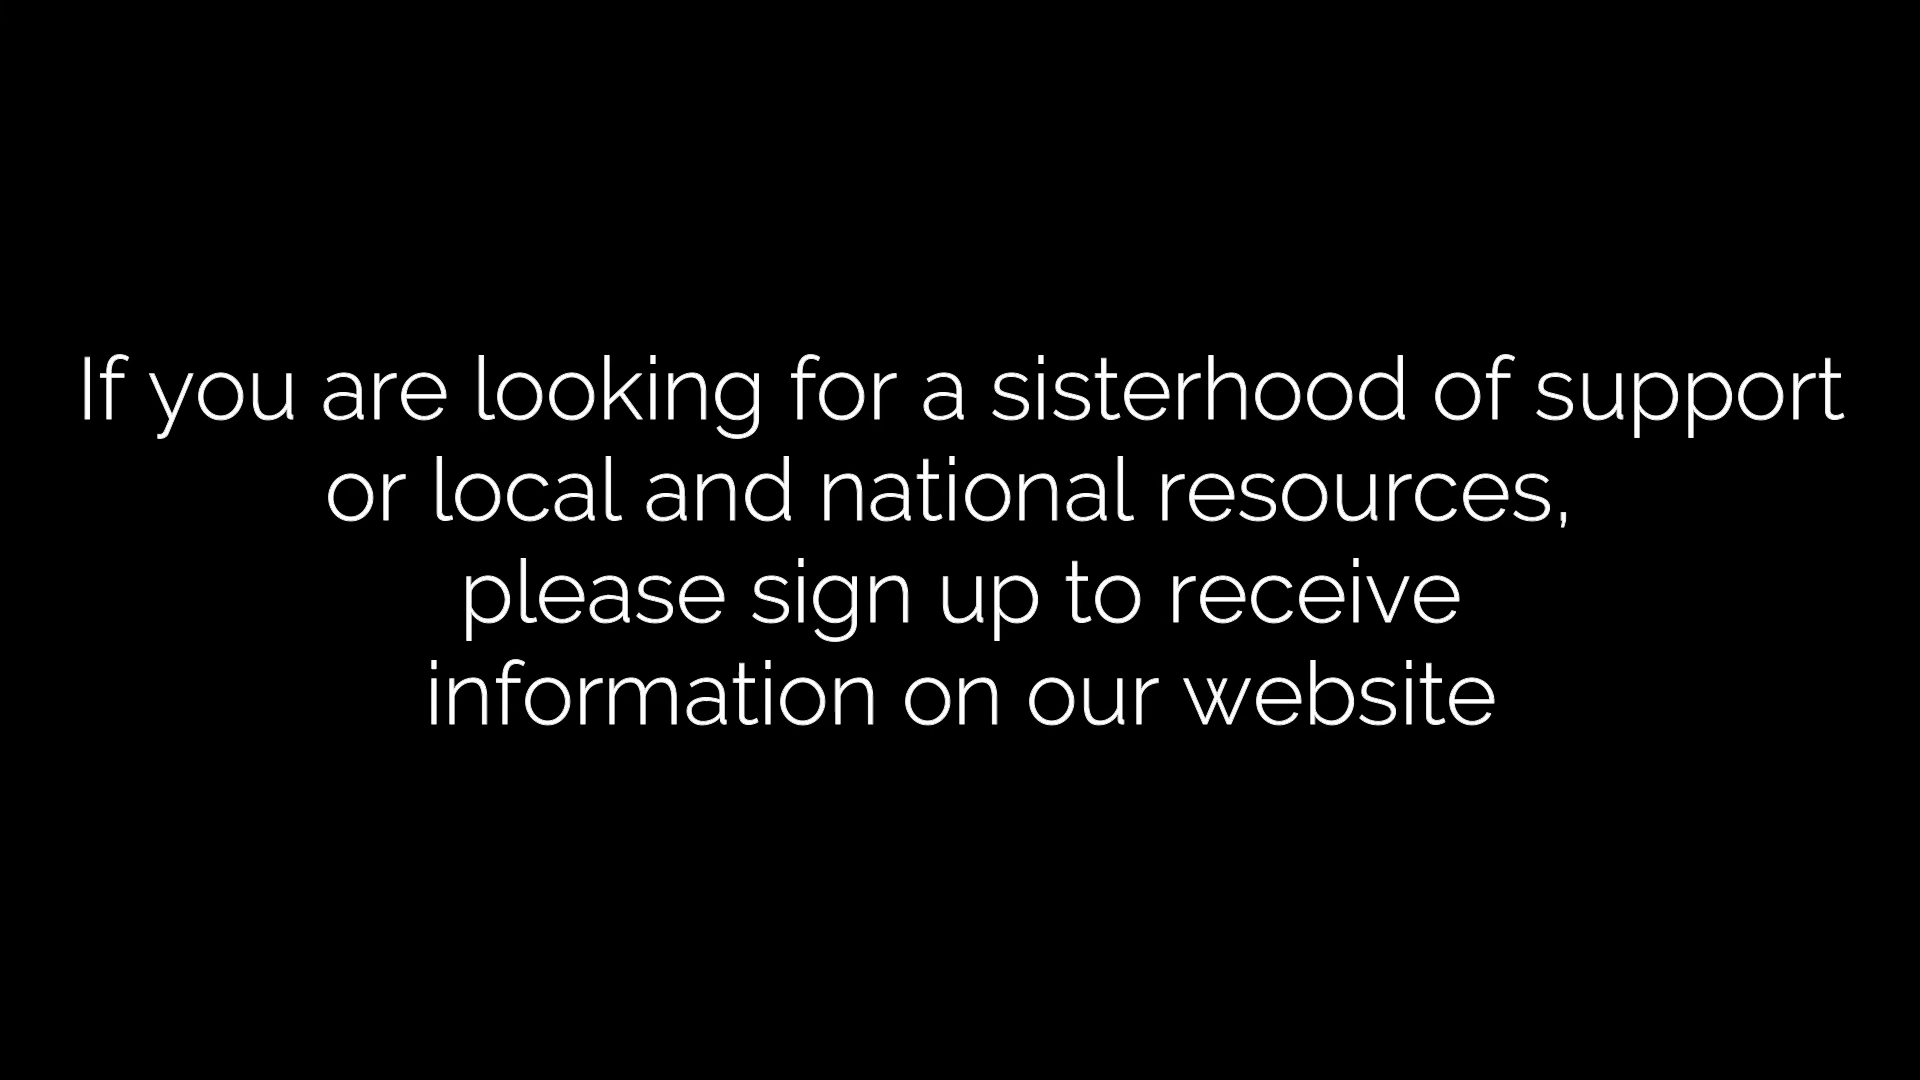 If you are looking for a sisterhood of support
or local and national resources,
please sign up to receive
information on our website